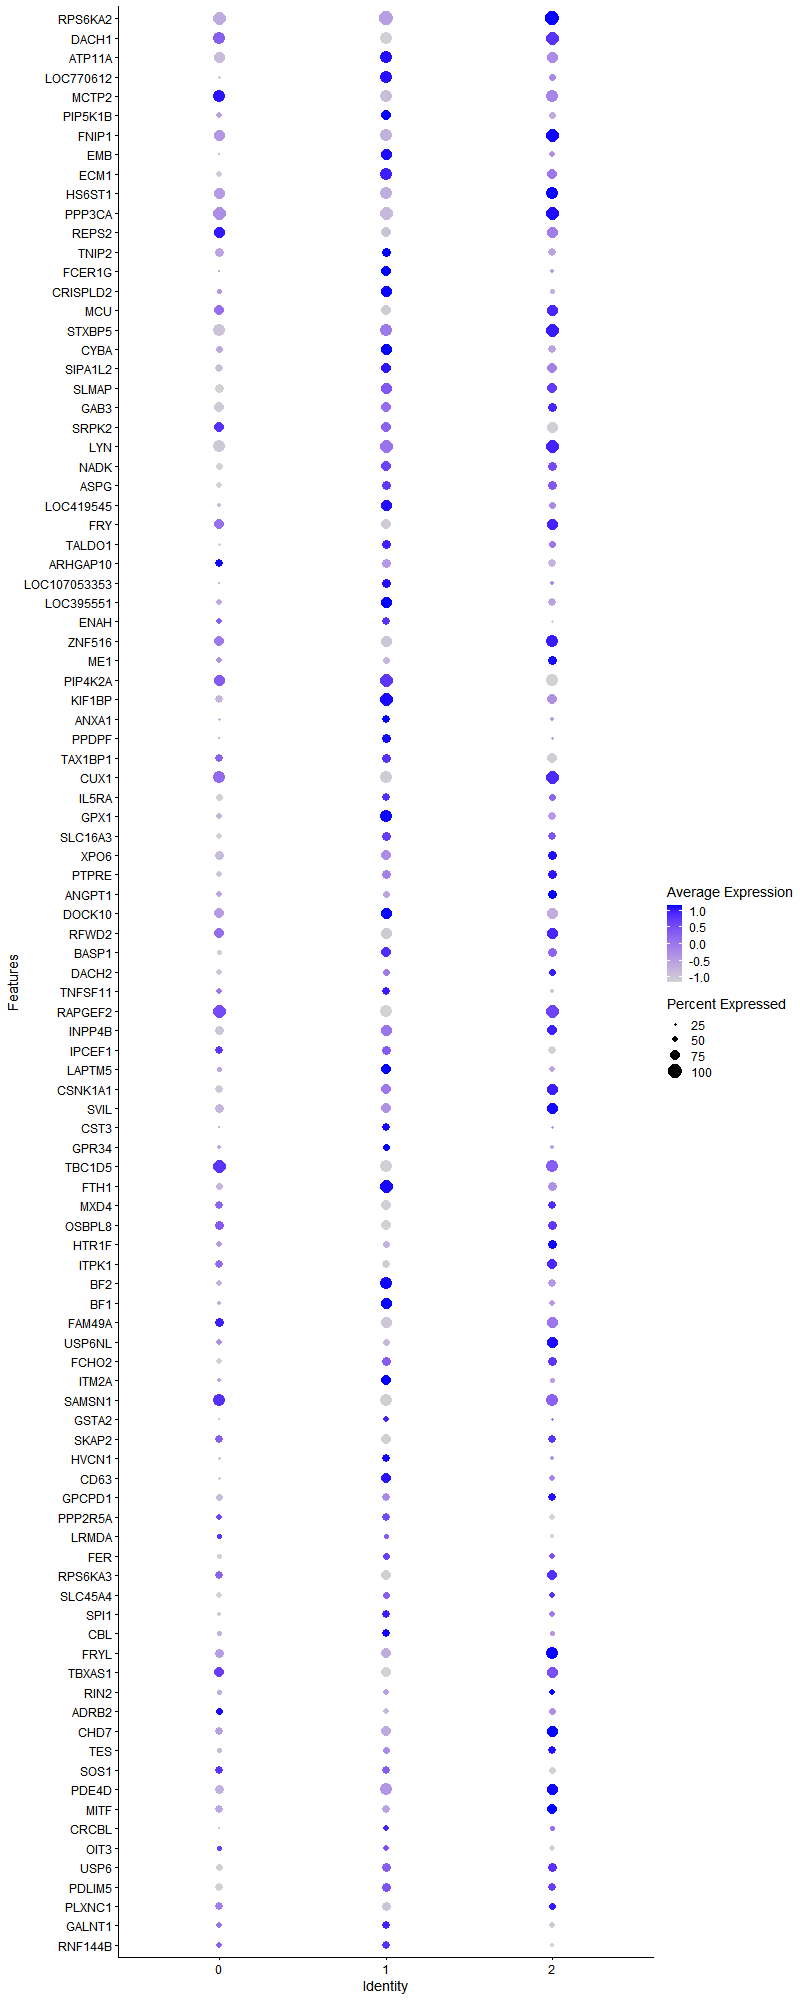 RPS6KA2
DACH1
ATP11A
LOC770612
MCTP2
PIP5K1B
FNIP1
EMB
ECM1
HS6ST1
PPP3CA
REPS2
TNIP2
FCER1G
CRISPLD2
MCU
STXBP5
CYBA
SIPA1L2
SLMAP
GAB3
SRPK2
LYN
NADK
ASPG
LOC419545
FRY
TALDO1
ARHGAP10
LOC107053353
LOC395551
ENAH
ZNF516
ME1
PIP4K2A
KIF1BP
ANXA1
PPDPF
TAX1BP1
CUX1
IL5RA
GPX1
SLC16A3
XPO6
PTPRE
ANGPT1
DOCK10
RFWD2
BASP1
DACH2
TNFSF11
RAPGEF2
INPP4B
IPCEF1
LAPTM5
CSNK1A1
SVIL
CST3
GPR34
TBC1D5
FTH1
MXD4
OSBPL8
HTR1F
ITPK1
BF2
BF1
FAM49A
USP6NL
FCHO2
ITM2A
SAMSN1
GSTA2
SKAP2
HVCN1
CD63
GPCPD1
PPP2R5A
LRMDA
FER
RPS6KA3
SLC45A4
SPI1
CBL
FRYL
TBXAS1
RIN2
ADRB2
CHD7
TES
SOS1
PDE4D
MITF
CRCBL
OIT3
USP6
PDLIM5
PLXNC1
GALNT1
RNF144B
Features
0 1 2
Identity
Average Expression
1.0
0.5
0.0
-0.5
-1.0
Percent Expressed
25
50
75
100